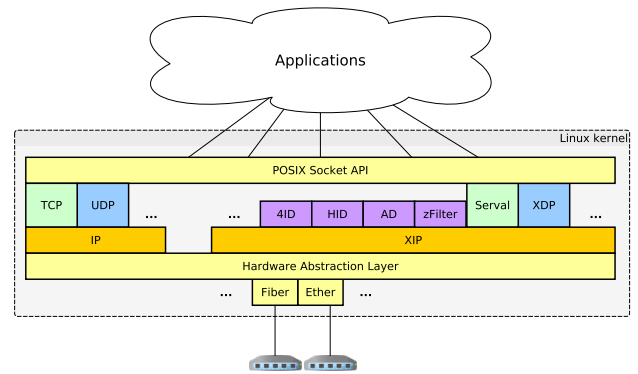 Applications
Linux kernel
POSIX Socket API
TCP UDP ... ... 4ID HID AD zFilter Serval XDP ...
IP XIP
Hardware Abstraction Layer
... Fiber Ether ...